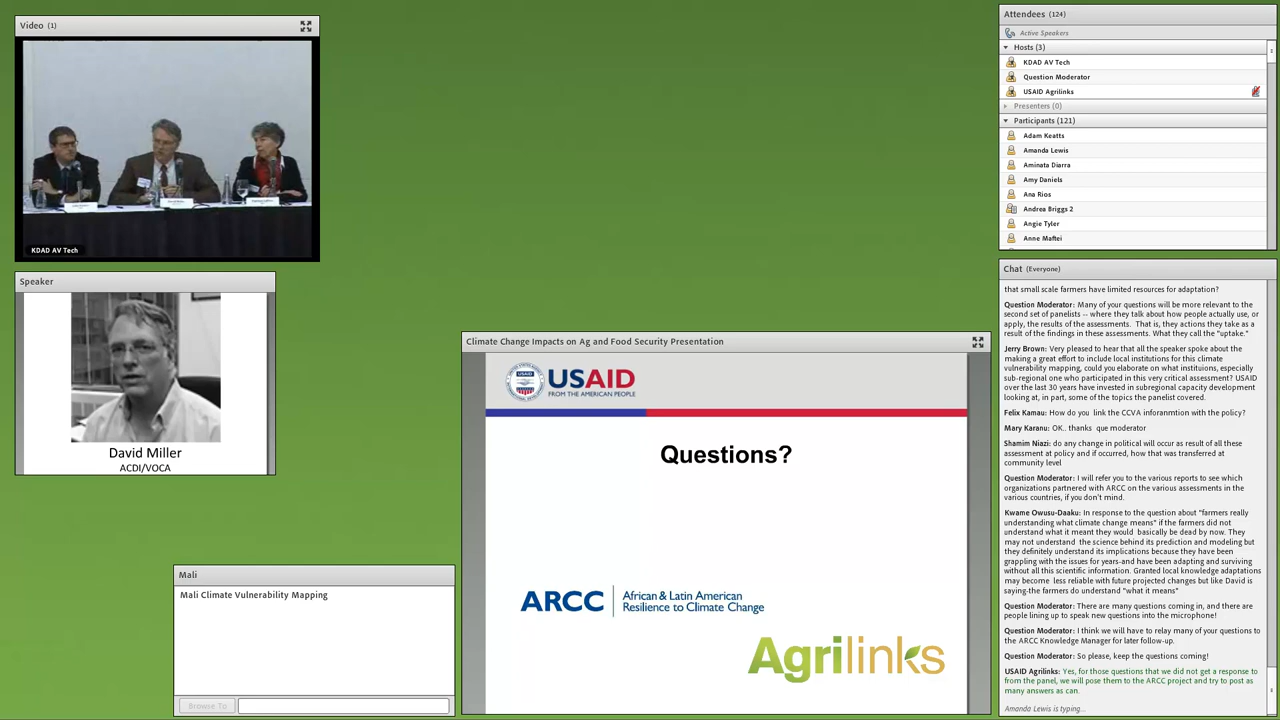 Video (1)
KDAD AV Tech
Speaker
David Miller
ACDI/VOCA
Mali
Mali Climate Vulnerability Mapping
Browse To
Climate Change Impacts on Ag and Food Security Presentation
USAID
FROM THE AMERICAN PEOPLE
Questions?
ARCC
African & Latin American
Resilience to Climate Change
Agrilinks
Attendees (124)
Active Speakers
Hosts (3)
KDAD AV Tech
Question Moderator
USAID Agrilinks
Presenters (0)
Participants (121)
Adam Keatts
Amanda Lewis
Aminata Diarra
Amy Daniels
Ana Rios
Andrea Briggs 2
Angie Tyler
Anne Maftei
Chat (Everyone)
that small scale farmers have limited resources for adaptation?
Question Moderator: Many of your questions will be more relevant to the
second set of panelists -- where they talk about how people actually use, or
apply, the results of the assessments. That is, they actions they take as a
result of the findings in these assessments. What they call the "uptake."
Jerry Brown: Very pleased to hear that all the speaker spoke about the
making a great effort to include local institutions for this climate
vulnerability mapping, could you elaborate on what instituions, especially
sub-regional one who participated in this very critical assessment? USAID
over the last 30 years have invested in subregional capacity development
looking at, in part, some of the topics the panelist covered.
Felix Kamau: How do you link the CCVA inforanmtion with the policy?
Mary Karanu: OK.. thanks que moderator
Shamim Niazi: do any change in political will occur as result of all these
assessment at policy and if occurred, how that was transferred at
community level
Question Moderator: I will refer you to the various reports to see which
organizations partnered with ARCC on the various assessments in the
various countries, if you don't mind.
Kwame Owusu-Daaku: In response to the question about "farmers really
understanding what climate change means" if the farmers did not
understand what it meant they would basically be dead by now. They
may not understand the science behind its prediction and modeling but
they definitely understand its implications because they have been
grappling with the issues for years-and have been adapting and surviving
without all this scientific information. Granted local knowledge adaptations
may become less reliable with future projected changes but like David is
saying-the farmers do understand "what it means"
Question Moderator: There are many questions coming in, and there are
people lining up to speak new questions into the microphone!
Question Moderator: I think we will have to relay many of your questions to
the ARCC Knowledge Manager for later follow-up.
Question Moderator: So please, keep the questions coming!
USAID Agrilinks: Yes, for those questions that we did not get a response to
from the panel, we will pose them to the ARCC project and try to post as
many answers as can.
Amanda Lewis is typing...